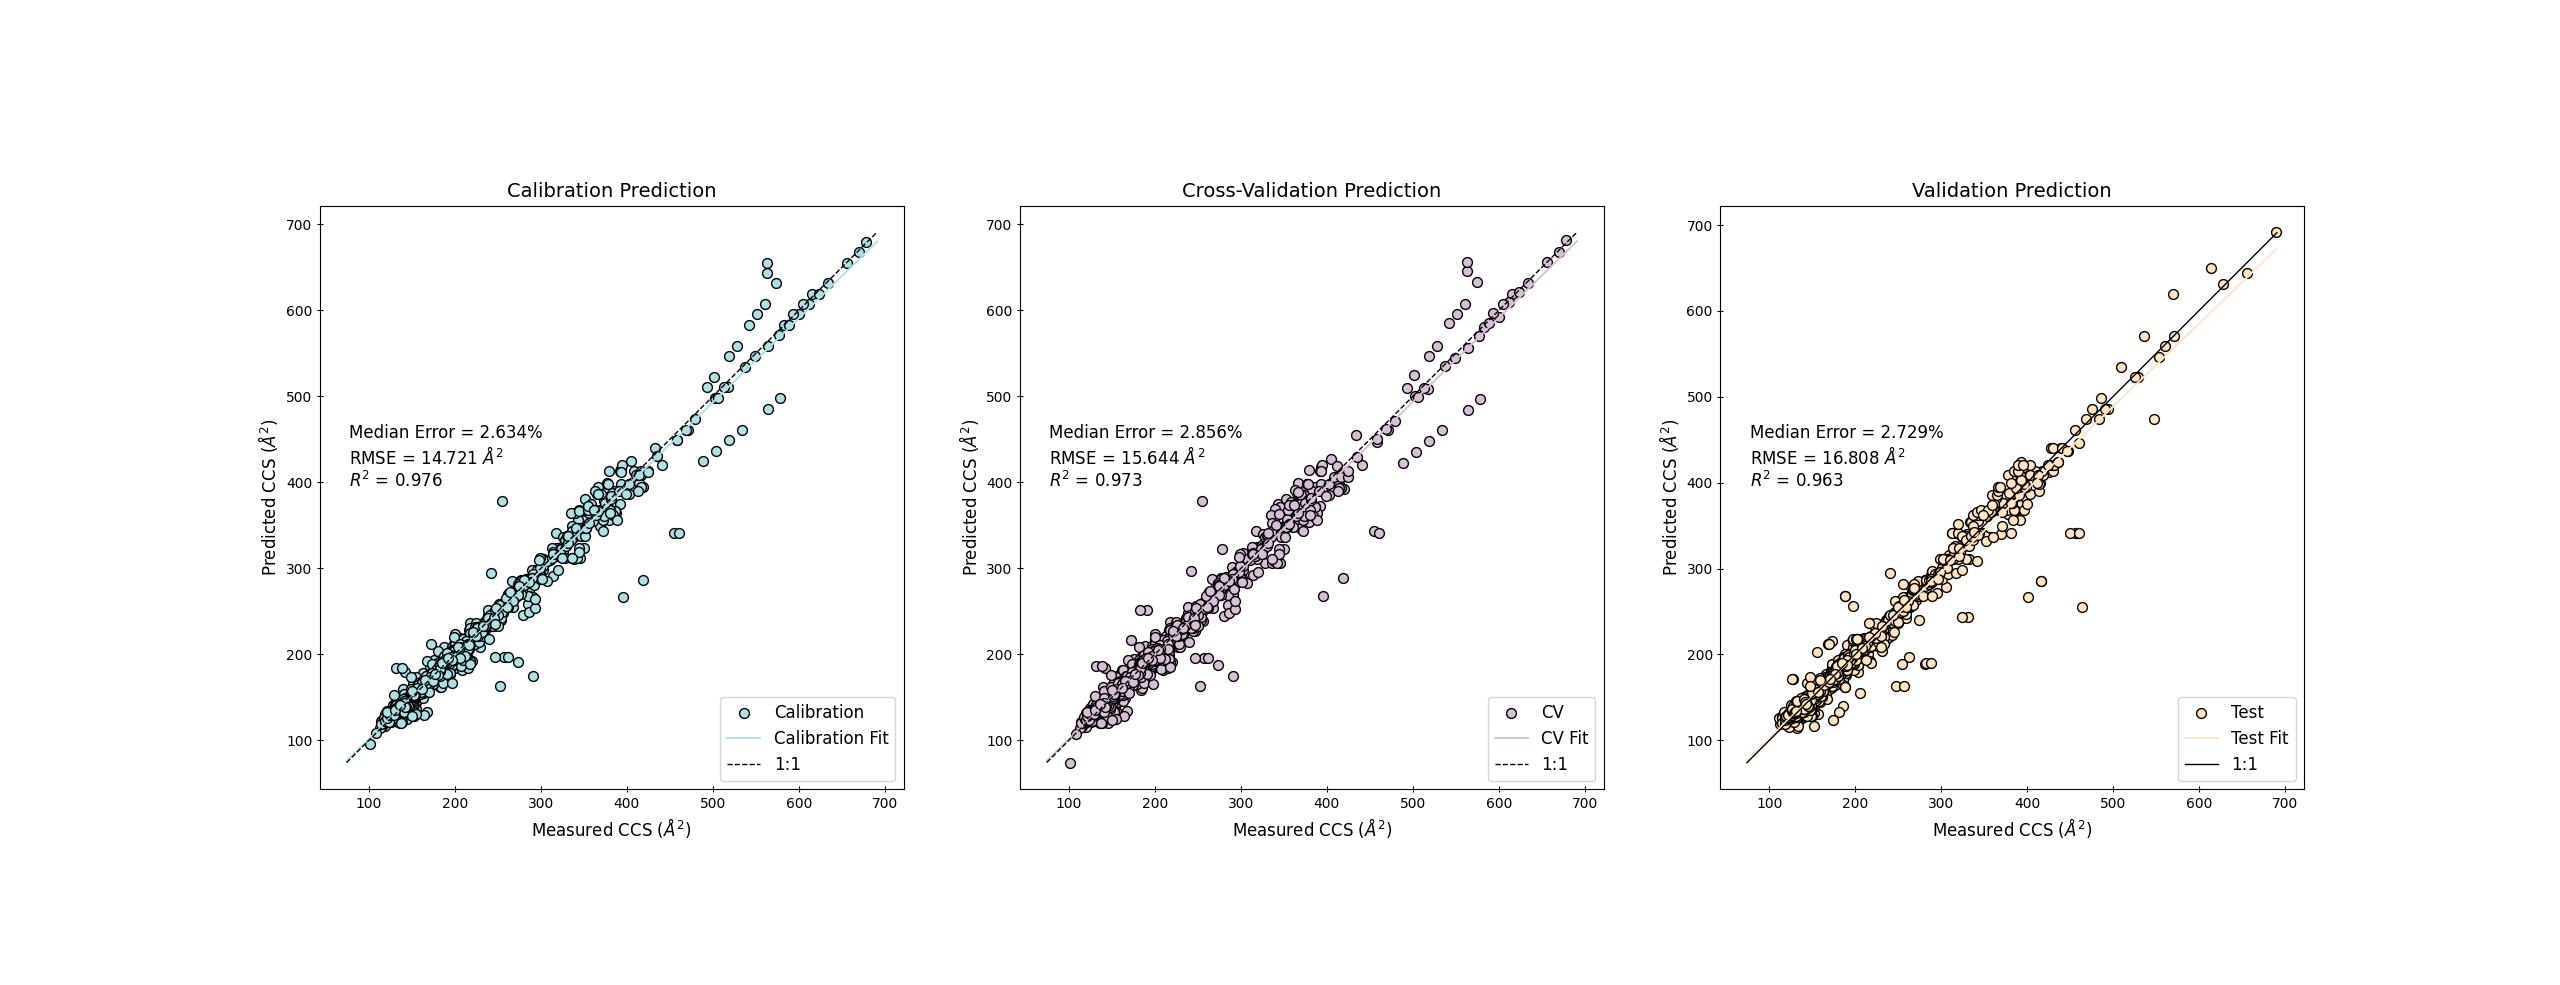 Calibration Prediction
700
600
500
400
300
200
100
Predicted CCS (Å²)
Median Error = 2.634%
RMSE = 14.721 Å²
R² = 0.976
Calibration
Calibration Fit
1:1
100 200 300 400 500 600 700
Measured CCS (Å²)
Cross-Validation Prediction
700
600
500
400
300
200
100
Predicted CCS (Å²)
Median Error = 2.856%
RMSE = 15.644 Å²
R² = 0.973
CV
CV Fit
1:1
100 200 300 400 500 600 700
Measured CCS (Å²)
Validation Prediction
700
600
500
400
300
200
100
Predicted CCS (Å²)
Median Error = 2.729%
RMSE = 16.808 Å²
R² = 0.963
Test
Test Fit
1:1
100 200 300 400 500 600 700
Measured CCS (Å²)